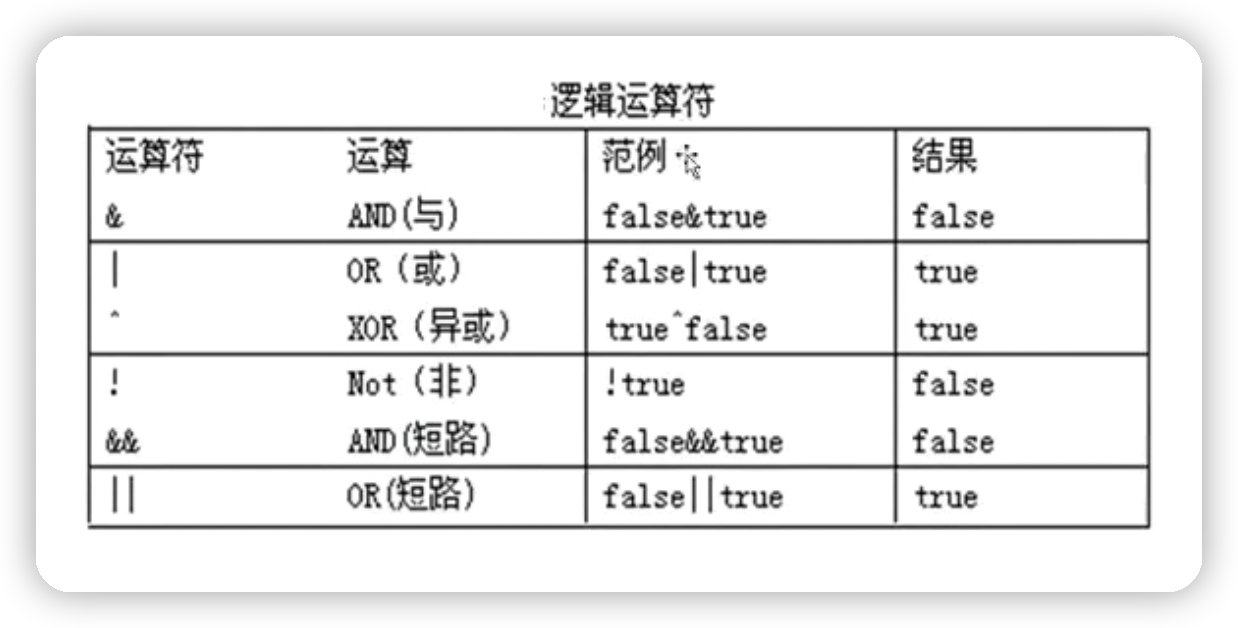 逻辑运算符
运算符 运算 范例 结果
& AND(与) false&true false
| OR (或) false|true true
^ XOR (异或) true^false true
! Not (非) !true false
&& AND(短路) false&&true false
|| OR(短路) false||true true